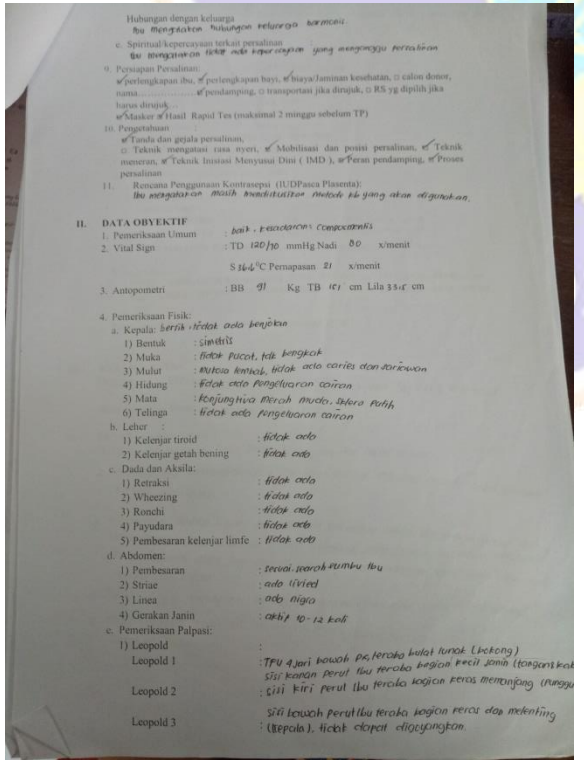 Hubungan dengan keluarga
Ibu mengatakan hubungan keluarga harmonis.
c. Spiritual/kepercayaan terkait persalinan
Ibu mengatakan tidak ada kepercayaan yang mengganggu persalinan
9. Persiapan Persalinan:
perlengkapan ibu, perlengkapan bayi, biaya/Jaminan kesehatan, □ calon donor,
nama.................. pendamping, □ transportasi jika dirujuk, □ RS yg dipilih jika
harus dirujuk...
Masker Hasil Rapid Tes (maksimal 2 minggu sebelum TP)
10. Pengetahuan :
Tanda dan gejala persalinan,
□ Teknik mengatasi rasa nyeri, Mobilisasi dan posisi persalinan, Teknik
meneran, Teknik Inisiasi Menyusui Dini ( IMD ), Peran pendamping, Proses
persalinan
11. Rencana Penggunaan Kontrasepsi (IUDPasca Plasenta):
Ibu mengatakan masih mendiskusikan metode kb yang akan digunakan.
II. DATA OBYEKTIF
1. Pemeriksaan Umum : baik, kesadaran: Composmentis
2. Vital Sign : TD 120/70 mmHg Nadi 80 x/menit
S 36.6 °C Pernapasan 21 x/menit
3. Antopometri : BB 91 Kg TB 151 cm Lila 33.5 cm
4. Pemeriksaan Fisik:
a. Kepala: bersih, tidak ada benjolan
1) Bentuk : simetris
2) Muka : tidak pucat, tdk bengkak
3) Mulut : mukosa lembab, tidak ada caries dan sariawan
4) Hidung : tidak ada pengeluaran cairan
5) Mata : konjungtiva merah muda, sklera putih
6) Telinga : tidak ada pengeluaran cairan
b. Leher :
1) Kelenjar tiroid : tidak ada
2) Kelenjar getah bening : tidak ada
c. Dada dan Aksila:
1) Retraksi : tidak ada
2) Wheezing : tidak ada
3) Ronchi : tidak ada
4) Payudara : tidak ada
5) Pembesaran kelenjar limfe : tidak ada
d. Abdomen:
1) Pembesaran : sesuai searah sumbu Ibu
2) Striae : ada livied
3) Linea : ada nigra
4) Gerakan Janin : aktif 10-12 kali
e. Pemeriksaan Palpasi:
1) Leopold :
Leopold 1 : TFU 4 jari bawah px, teraba bulat lunak (bokong)
sisi kanan perut Ibu teraba bagian kecil janin (tangan
Leopold 2 : sisi kiri perut Ibu teraba bagian keras memanjang (punggu
sisi bawah perut Ibu teraba bagian keras dan melenting
Leopold 3 : (kepala), tidak dapat digoyangkan.